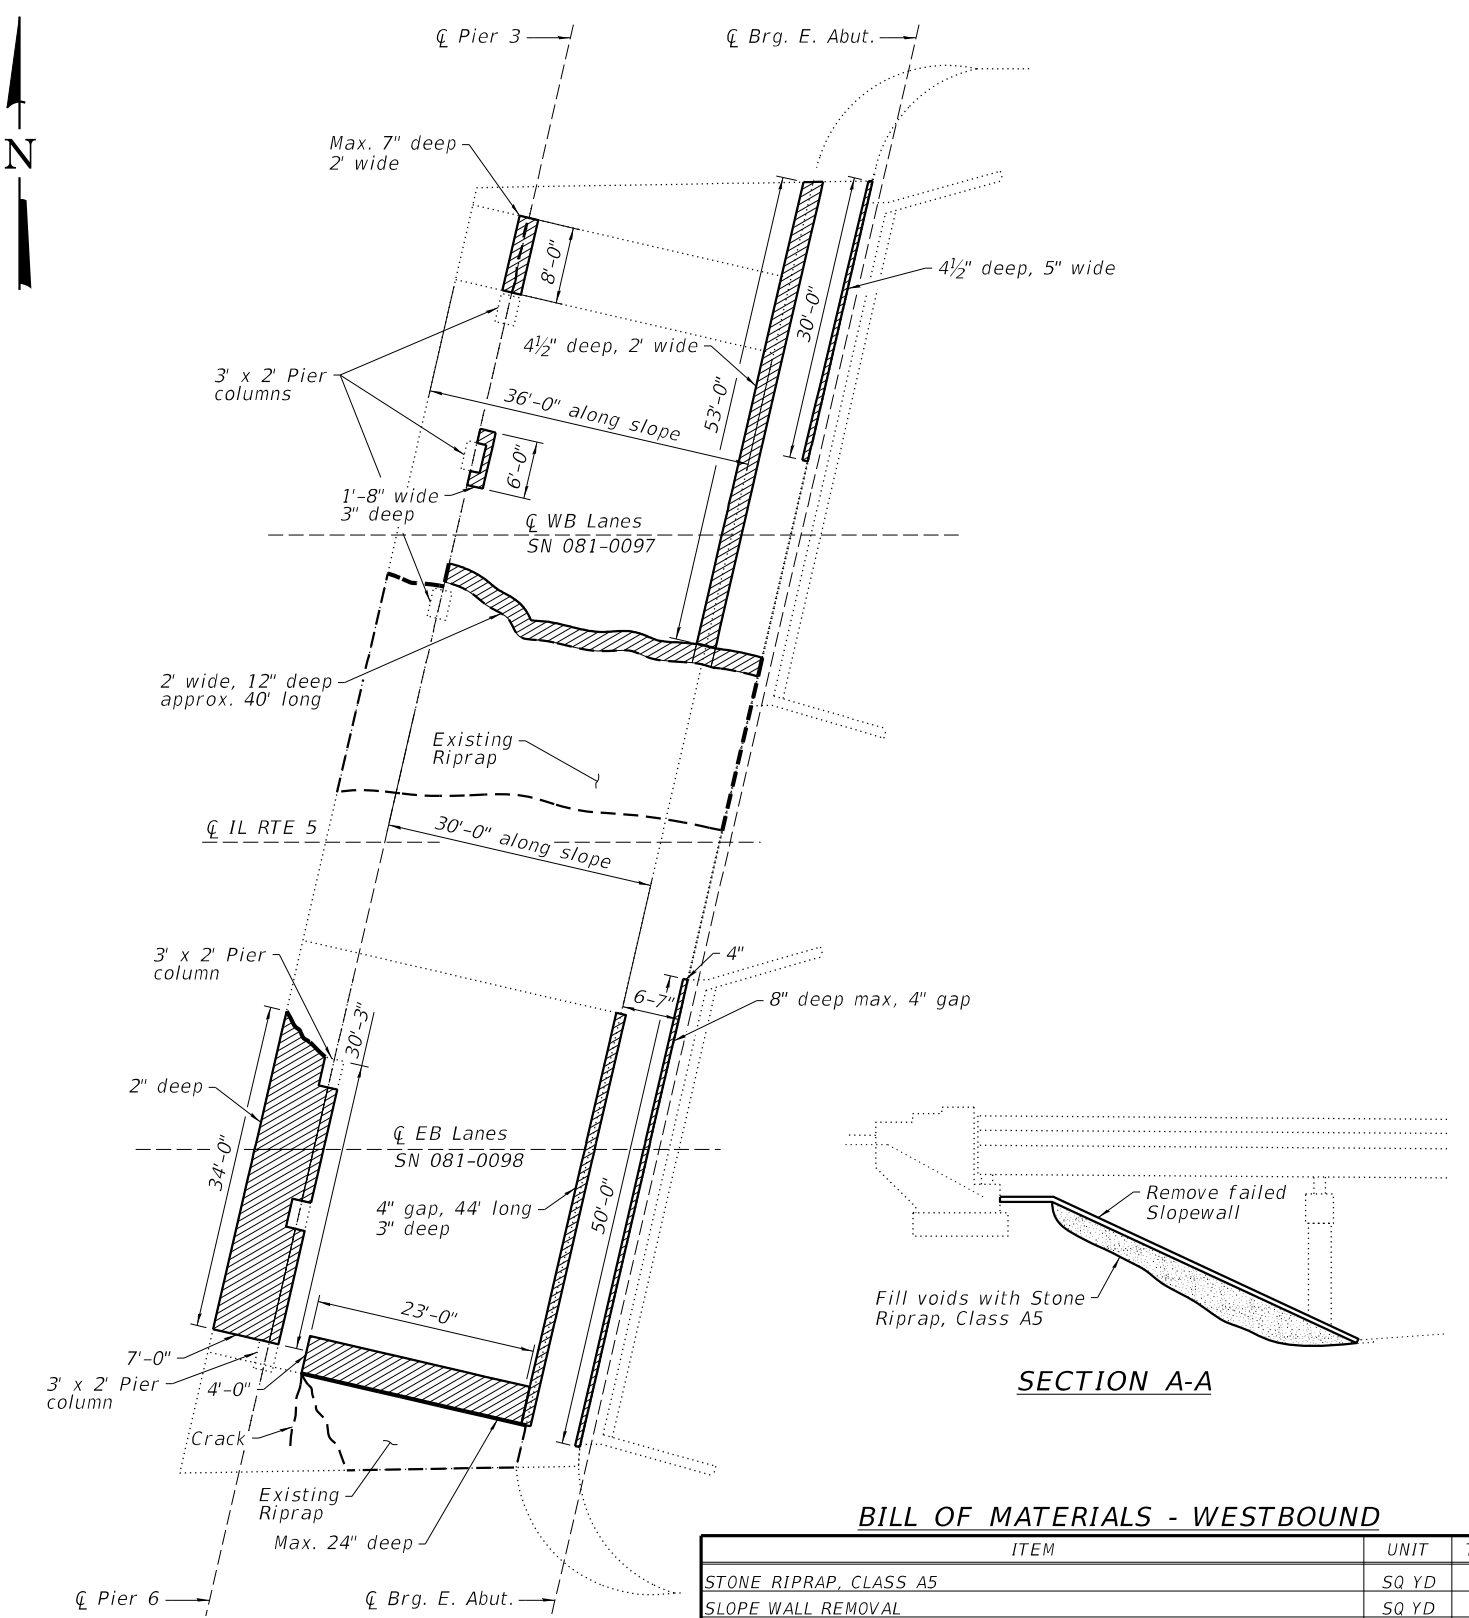 ℄ Pier 3
℄ Brg. E. Abut.
N
Max. 7" deep
2' wide
8'-0"
4½" deep, 5" wide
30'-0"
4½" deep, 2' wide
3' x 2' Pier
columns
36'-0" along slope
53'-0"
6'-0"
1'-8" wide
3" deep
℄ WB Lanes
SN 081-0097
2' wide, 12" deep
approx. 40' long
Existing
Riprap
℄ IL RTE 5
30'-0" along slope
3' x 2' Pier
column
4"
6-7"
8" deep max, 4" gap
30'-3"
2" deep
34'-0"
℄ EB Lanes
SN 081-0098
4" gap, 44' long
3" deep
50'-0"
Remove failed
Slopewall
Fill voids with Stone
Riprap, Class A5
23'-0"
7'-0"
3' x 2' Pier
column
4'-0"
SECTION A-A
Crack
Existing
Riprap
Max. 24" deep
BILL OF MATERIALS - WESTBOUND
ITEM UNIT
STONE RIPRAP, CLASS A5 SQ YD
SLOPE WALL REMOVAL SQ YD
℄ Pier 6
℄ Brg. E. Abut.